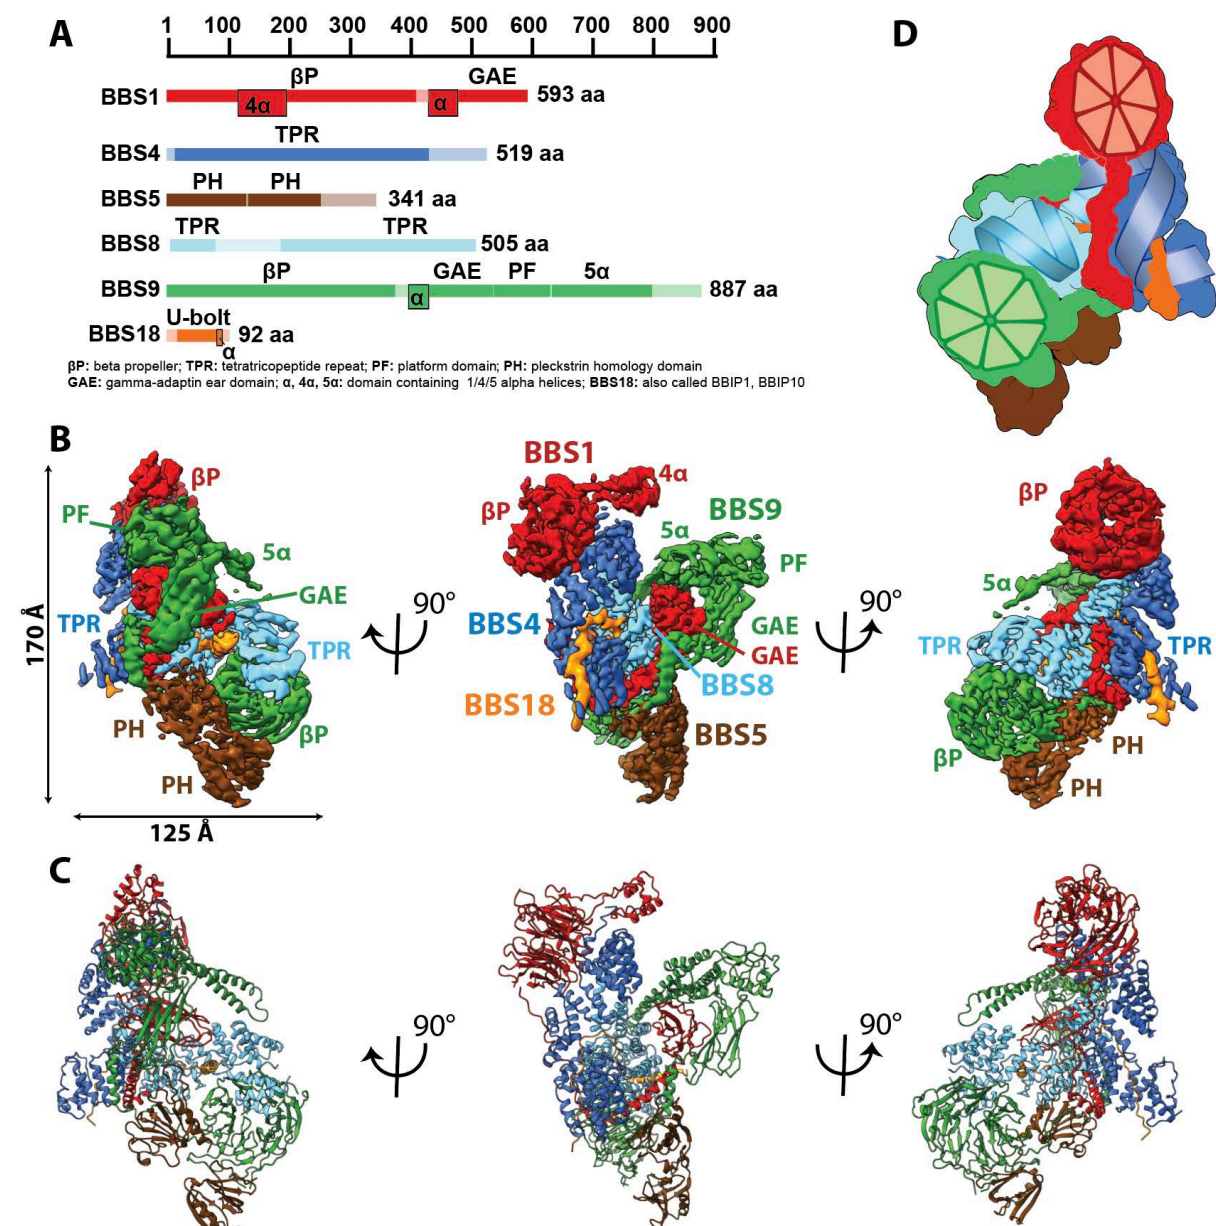 A
1 100 200 300 400 500 600 700 800 900
βP GAE
BBS1 4α α 593 aa
TPR
BBS4 519 aa
PH PH
BBS5 341 aa
TPR TPR
BBS8 505 aa
βP GAE PF 5α
BBS9 α 887 aa
U-bolt
BBS18 92 aa
α
βP: beta propeller; TPR: tetratricopeptide repeat; PF: platform domain; PH: pleckstrin homology domain
GAE: gamma-adaptin ear domain; α, 4α, 5α: domain containing 1/4/5 alpha helices; BBS18: also called BBIP1, BBIP10
D
B
170 Å
125 Å
βP
PF
5α
GAE
TPR
TPR
PH
βP
PH
90°
BBS1
4α
βP
BBS9
5α
PF
BBS4
GAE
GAE
BBS8
BBS18
BBS5
90°
βP
5α
TPR
TPR
PH
βP
PH
C
90°
90°